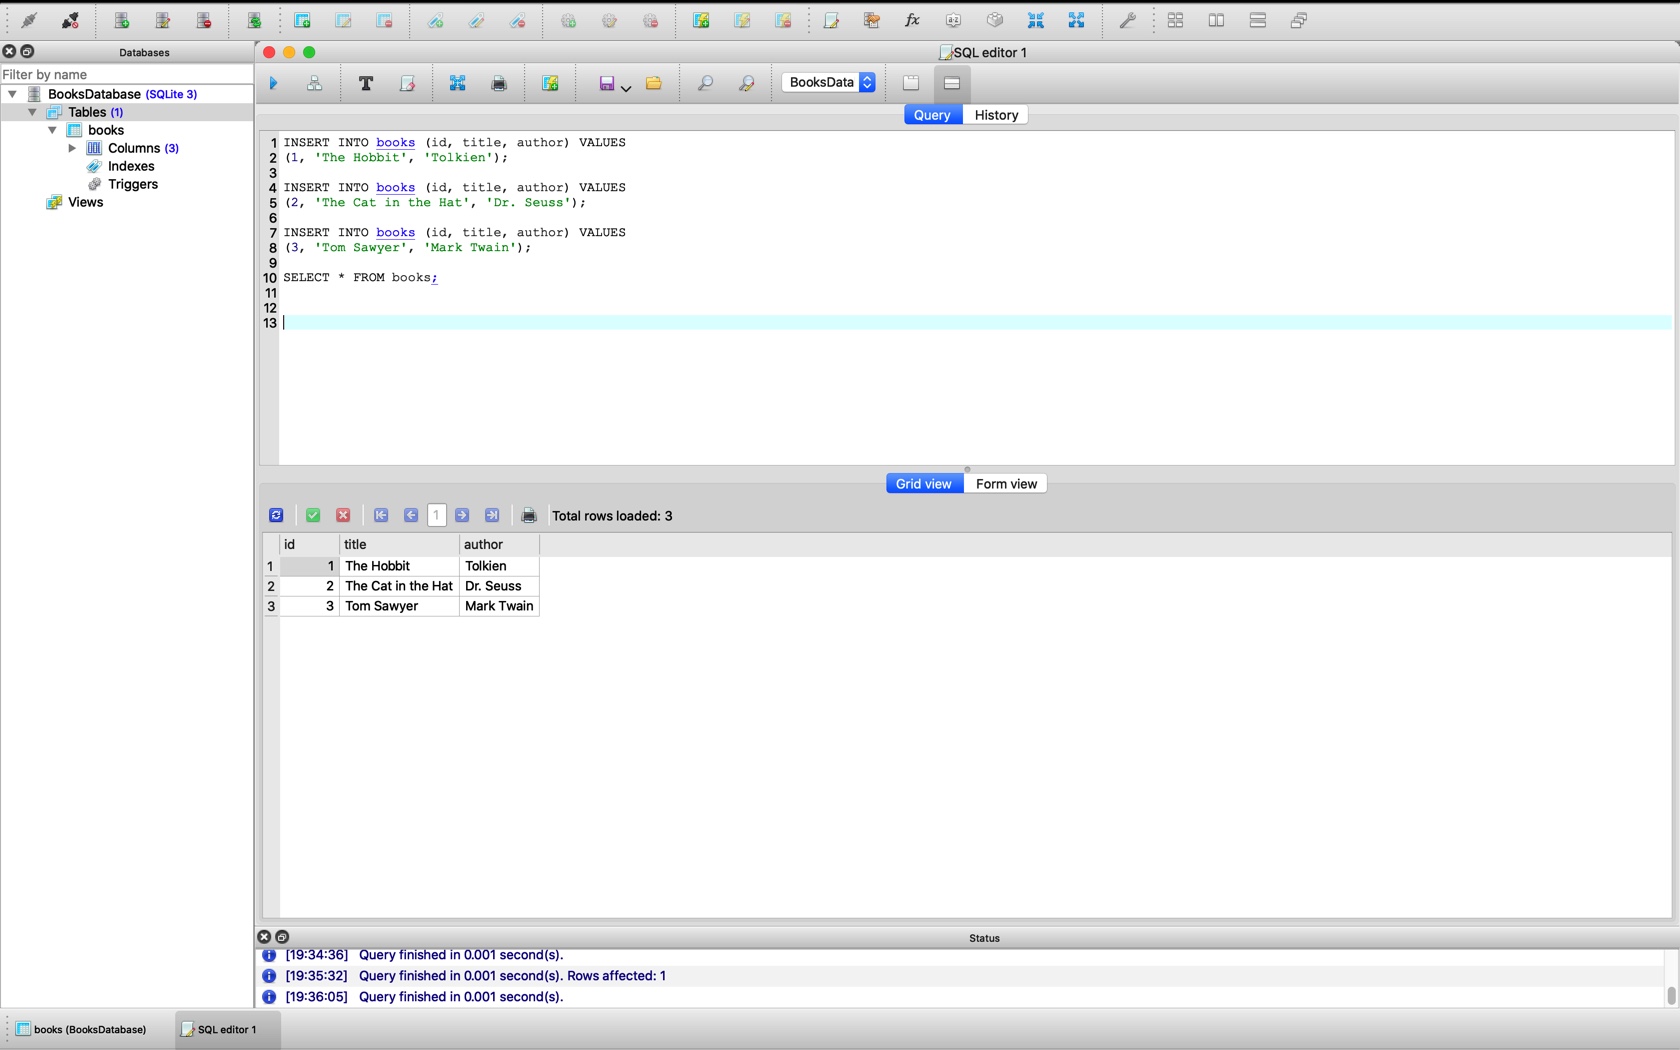 Databases
SQL editor 1
Filter by name
BooksDatabase (SQLite 3)
Tables (1)
books
Columns (3)
Indexes
Triggers
Views
T
BooksData
Query History
1 INSERT INTO books (id, title, author) VALUES
2 (1, 'The Hobbit', 'Tolkien');
3
4 INSERT INTO books (id, title, author) VALUES
5 (2, 'The Cat in the Hat', 'Dr. Seuss');
6
7 INSERT INTO books (id, title, author) VALUES
8 (3, 'Tom Sawyer', 'Mark Twain');
9
10 SELECT * FROM books;
11
12
13
Grid view Form view
1 Total rows loaded: 3
id title author
1 1 The Hobbit Tolkien
2 2 The Cat in the Hat Dr. Seuss
3 3 Tom Sawyer Mark Twain
Status
[19:34:36] Query finished in 0.001 second(s).
[19:35:32] Query finished in 0.001 second(s). Rows affected: 1
[19:36:05] Query finished in 0.001 second(s).
books (BooksDatabase) SQL editor 1